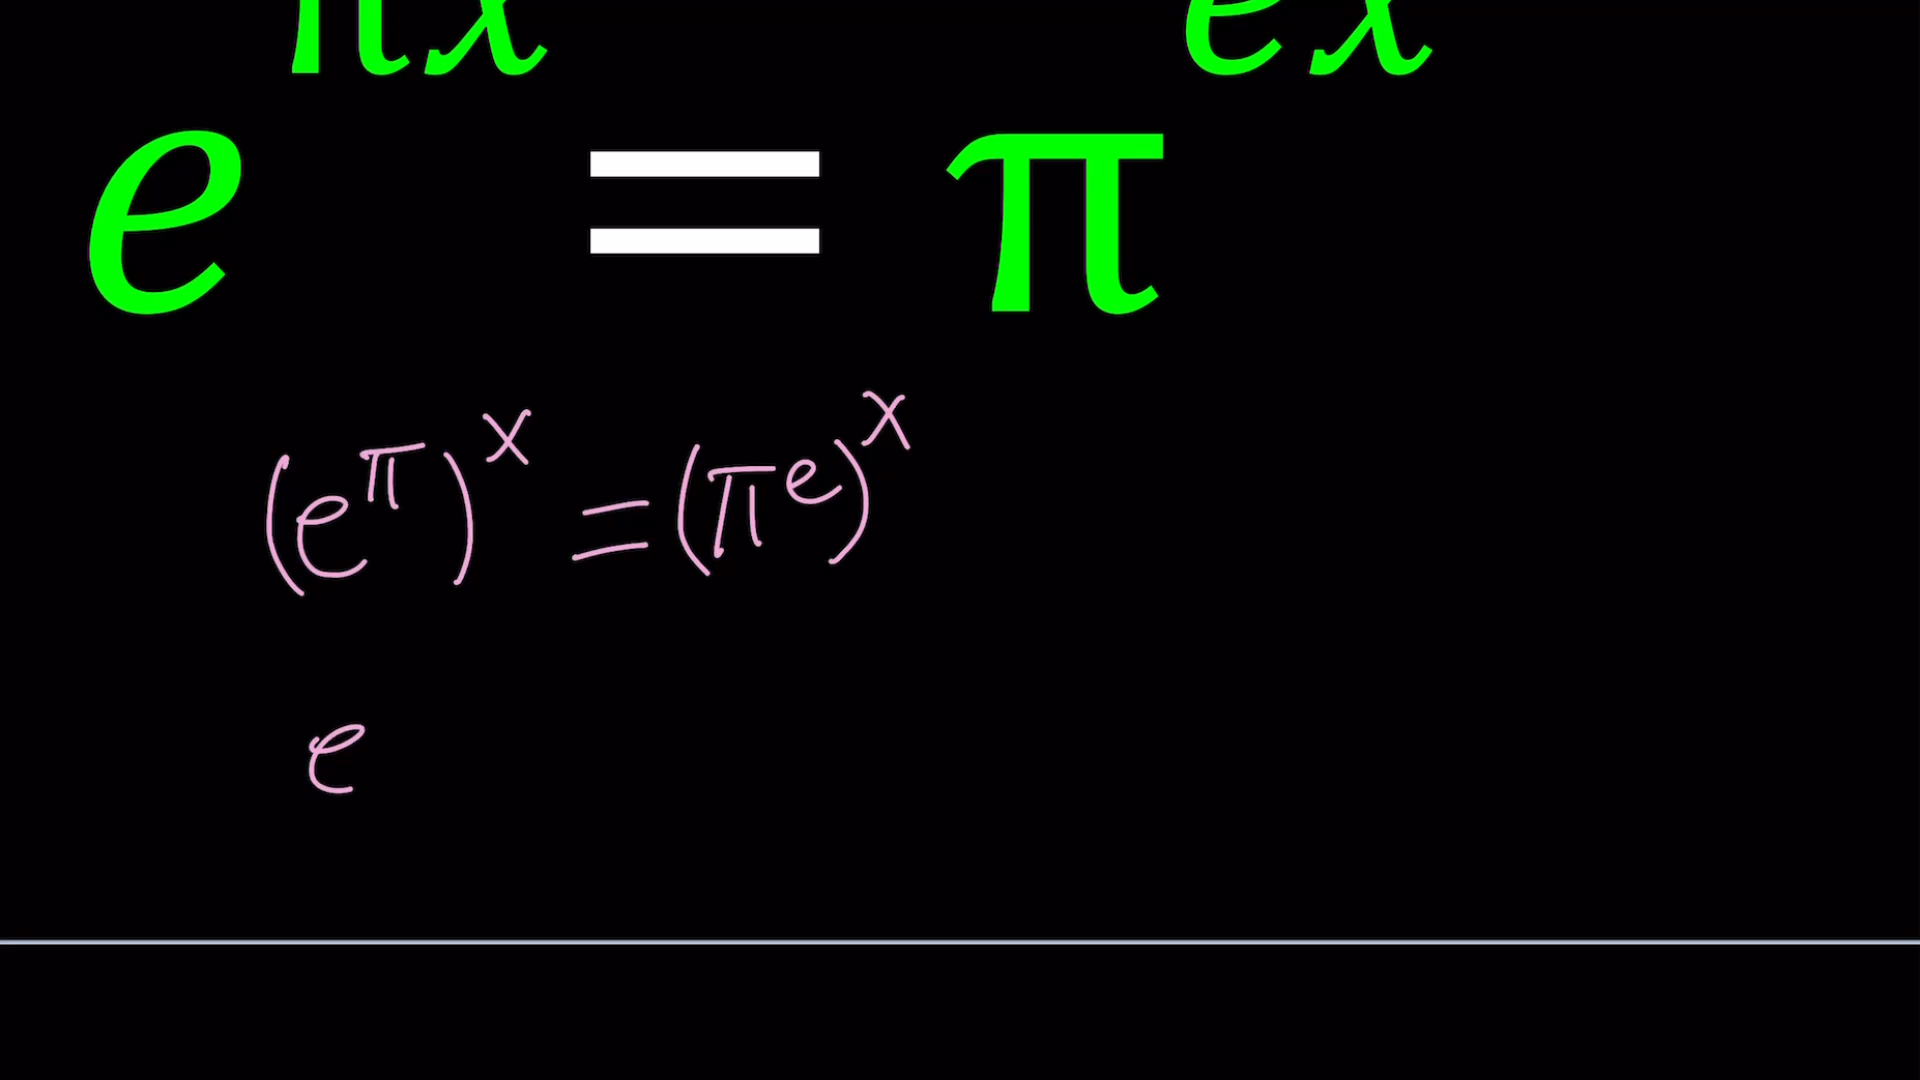 e^{πx} = π^{ex}
(e^π)^x = (π^e)^x
e